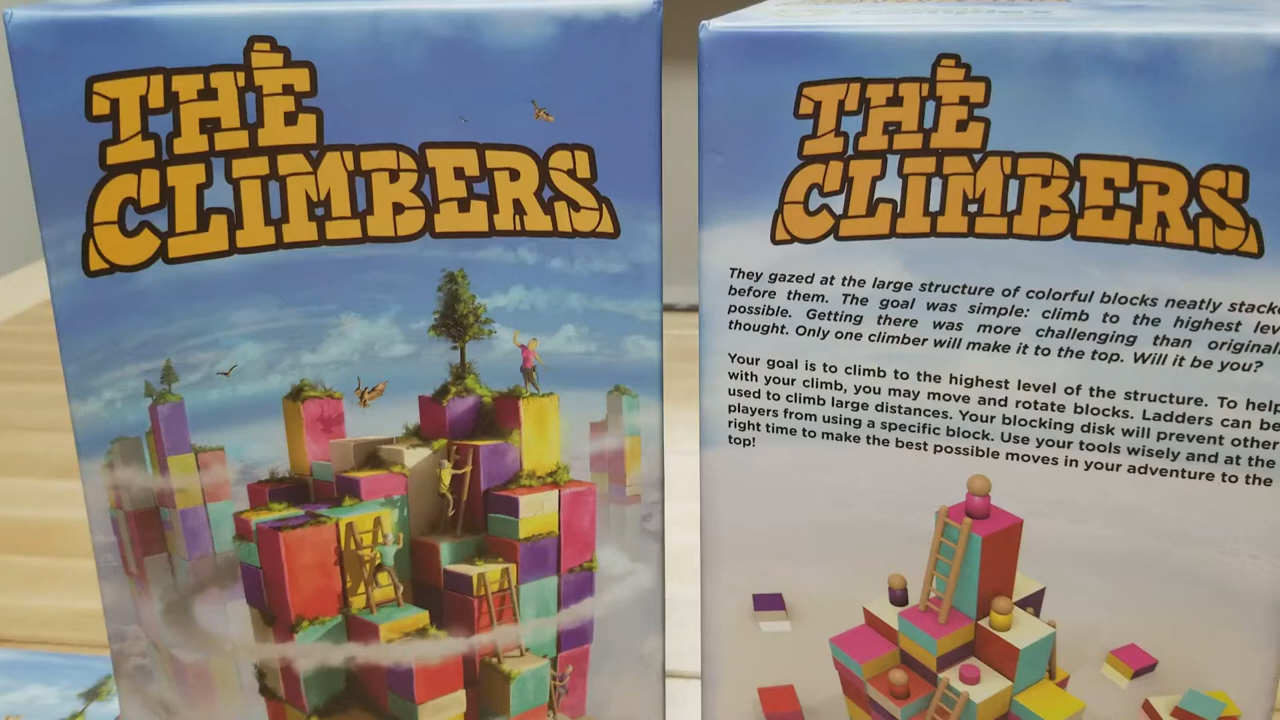 THE
CLIMBERS
THE
CLIMBERS
They gazed at the large structure of colorful blocks neatly stack
before them. The goal was simple: climb to the highest lev
possible. Getting there was more challenging than original
thought. Only one climber will make it to the top. Will it be you?
Your goal is to climb to the highest level of the structure. To help
with your climb, you may move and rotate blocks. Ladders can be
used to climb large distances. Your blocking disk will prevent other
players from using a specific block. Use your tools wisely and at the
right time to make the best possible moves in your adventure to the
top!